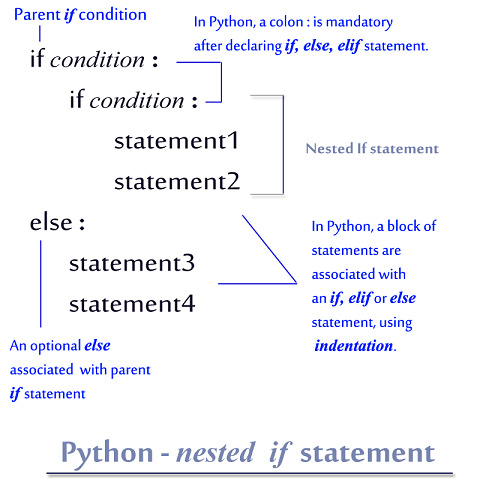 Parent if condition
In Python, a colon : is mandatory
after declaring if, else, elif statement.
if condition :
if condition :
statement1
Nested If statement
statement2
else :
In Python, a block of
statements are
associated with
an if, elif or else
statement, using
indentation.
statement3
statement4
An optional else
associated with parent
if statement
Python - nested if statement